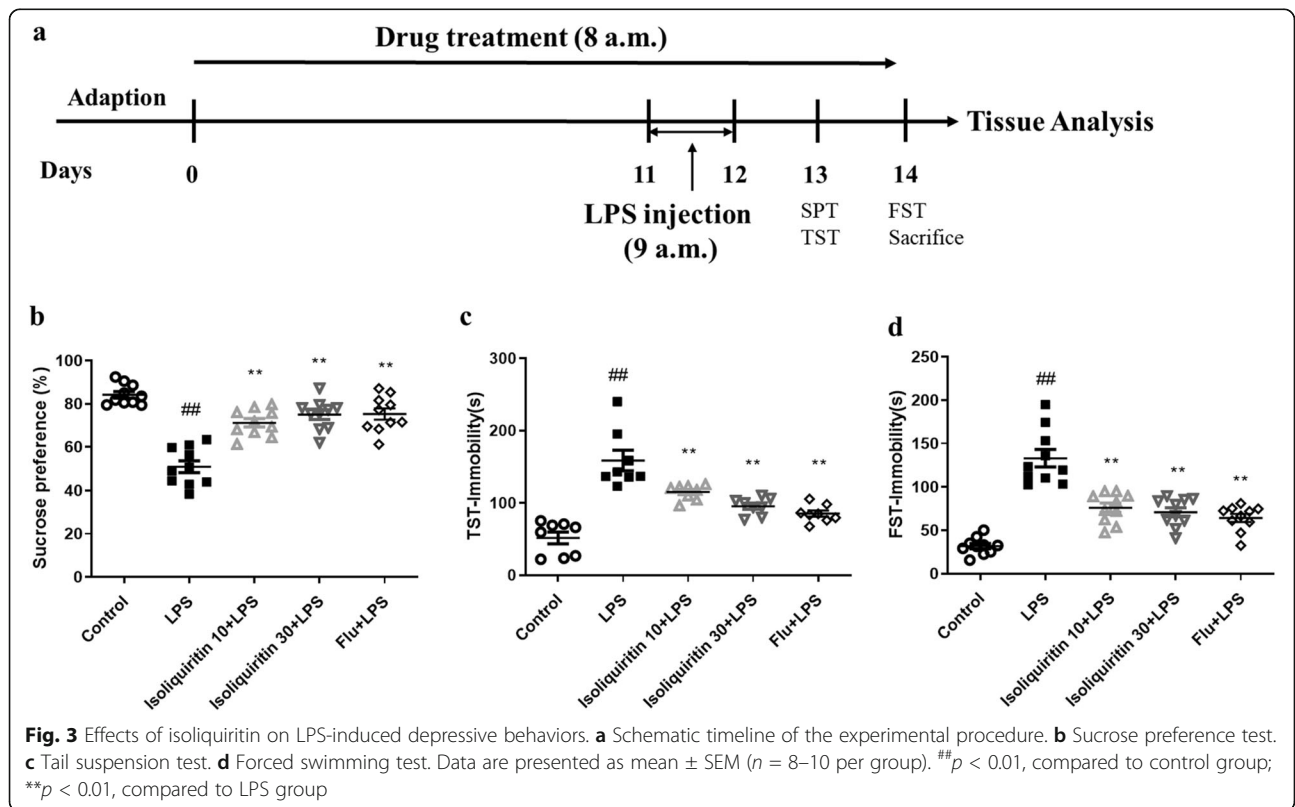 a
Drug treatment (8 a.m.)
Adaption
Tissue Analysis
Days 0 11 12 13 14
LPS injection
(9 a.m.)
SPT
TST
FST
Sacrifice
b
Sucrose preference (%)
100
80
60
40
20
0
##
**
**
**
Control
LPS
Isoliquiritin 10+LPS
Isoliquiritin 30+LPS
Flu+LPS
c
TST-Immobility(s)
300
200
100
0
##
**
**
**
Control
LPS
Isoliquiritin 10+LPS
Isoliquiritin 30+LPS
Flu+LPS
d
FST-Immobility(s)
250
200
150
100
50
0
##
**
**
**
Control
LPS
Isoliquiritin 10+LPS
Isoliquiritin 30+LPS
Flu+LPS
Fig. 3 Effects of isoliquiritin on LPS-induced depressive behaviors. a Schematic timeline of the experimental procedure. b Sucrose preference test.
c Tail suspension test. d Forced swimming test. Data are presented as mean ± SEM (n = 8–10 per group). ##p < 0.01, compared to control group;
**p < 0.01, compared to LPS group